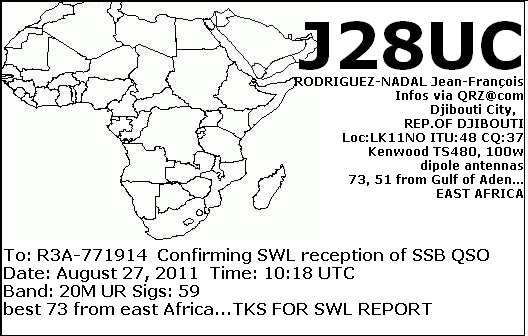 J28UC
RODRIGUEZ-NADAL Jean-François
Infos via QRZ@com
Djibouti City,
REP.OF DJIBOUTI
Loc:LK11NO ITU:48 CQ:37
Kenwood TS480, 100w
dipole antennas
73, 51 from Gulf of Aden...
EAST AFRICA
To: R3A-771914 Confirming SWL reception of SSB QSO
Date: August 27, 2011 Time: 10:18 UTC
Band: 20M UR Sigs: 59
best 73 from east Africa...TKS FOR SWL REPORT